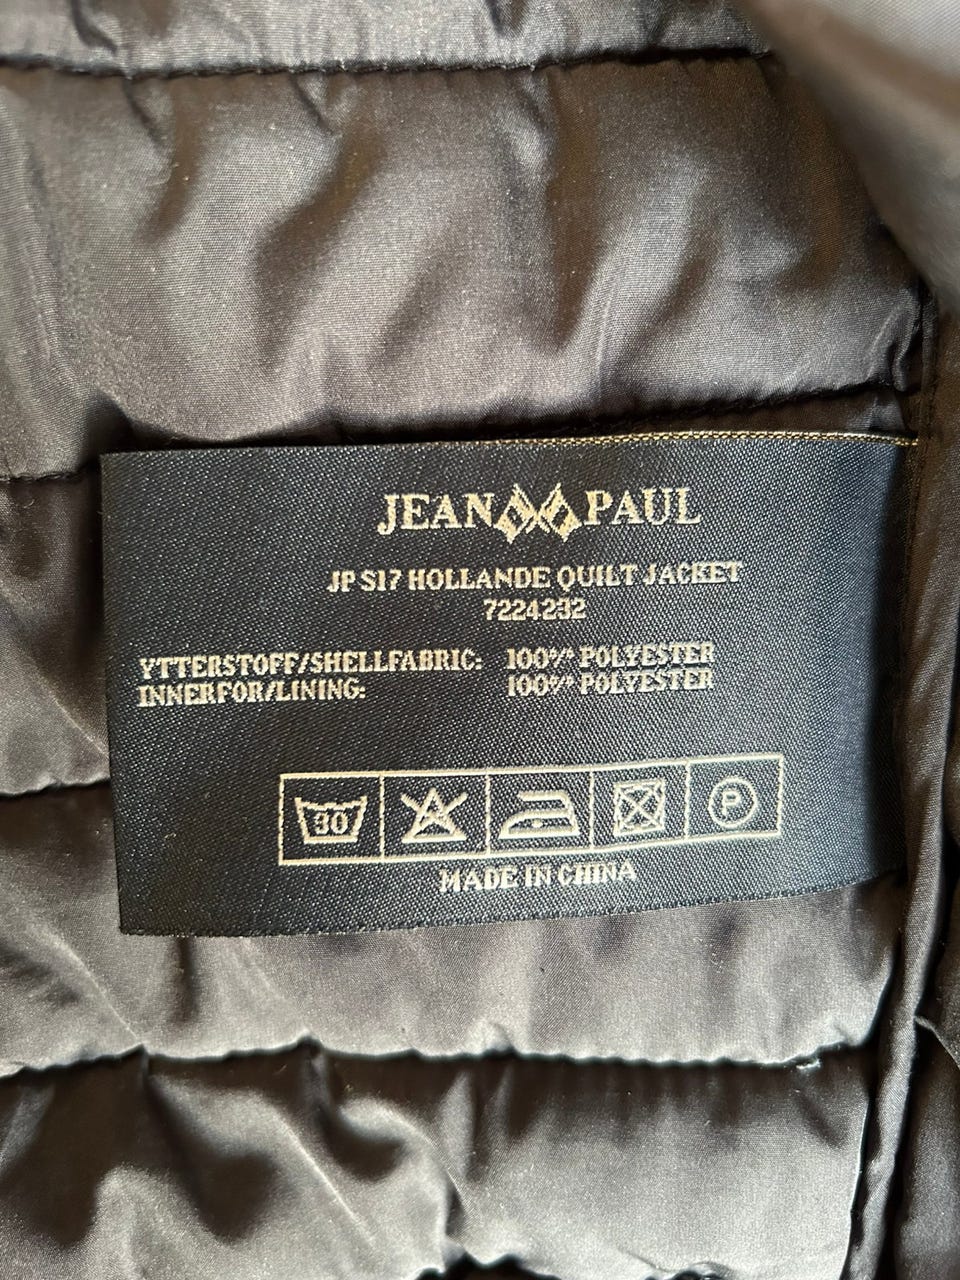 JEAN PAUL
JP S17 HOLLANDE QUILT JACKET
7224232
YTTERSTOFF/SHELLFABRIC: 100% POLYESTER
INNERFOR/LINING: 100% POLYESTER
30 P
MADE IN CHINA